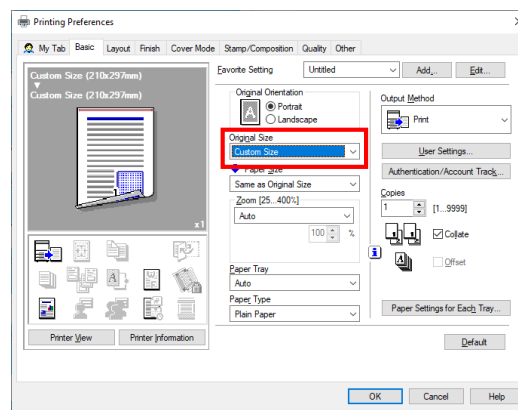 Printing Preferences
My Tab Basic Layout Finish Cover Mode Stamp/Composition Quality Other
Custom Size (210x297mm)
Custom Size (210x297mm)
x1
Printer View Printer Information
Favorite Setting Untitled Add... Edit...
Original Orientation
A
Portrait
Landscape
Original Size
Custom Size
Paper Size
Same as Original Size
Zoom [25...400%]
Auto
100 %
Paper Tray
Auto
Paper Type
Plain Paper
Output Method
Print
User Settings...
Authentication/Account Track...
Copies
1 [1...9999]
Collate
Offset
Paper Settings for Each Tray...
Default
OK Cancel Help